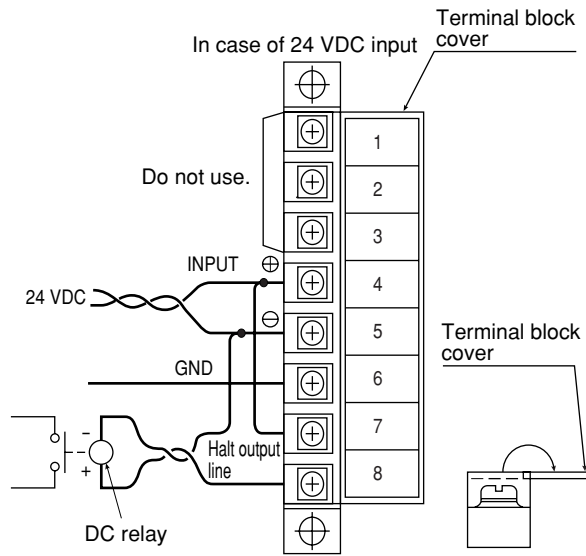 In case of 24 VDC input
Terminal block
cover
1
Do not use.
2
3
INPUT
⊕
4
24 VDC
⊖
5
Terminal block
cover
GND
6
7
−
Halt output
line
+
8
DC relay